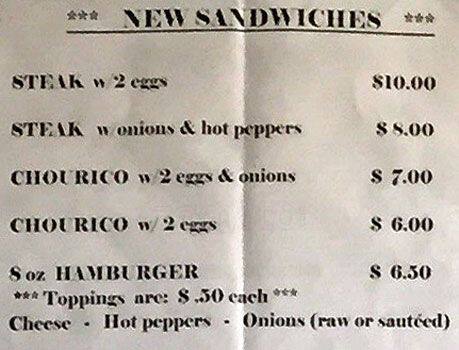 *** NEW SANDWICHES ***
STEAK w/2 eggs $10.00
STEAK w onions & hot peppers $ 8.00
CHOURICO w/2 eggs & onions $ 7.00
CHOURICO w/ 2 eggs $ 6.00
8 oz HAMBURGER $ 6.50
*** Toppings are: $ .50 each ***
Cheese - Hot peppers - Onions (raw or sautéed)